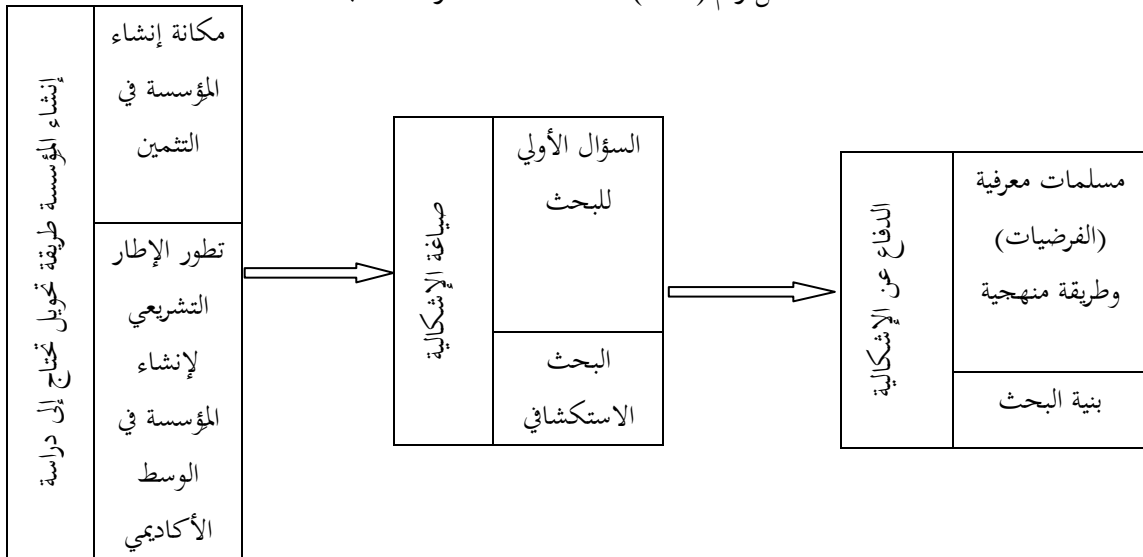 إنشاء المؤسسة طريقة تحويل تحتاج إلى دراسة
مكانة إنشاء
المؤسسة في
التثمين
تطور الإطار
التشريعي
لإنشاء
المؤسسة في
الوسط
الأكاديمي
صياغة الإشكالية
السؤال الأولي
للبحث
البحث
الاستكشافي
الدفاع عن الإشكالية
مسلمات معرفية
(الفرضيات)
وطريقة منهجية
بنية البحث